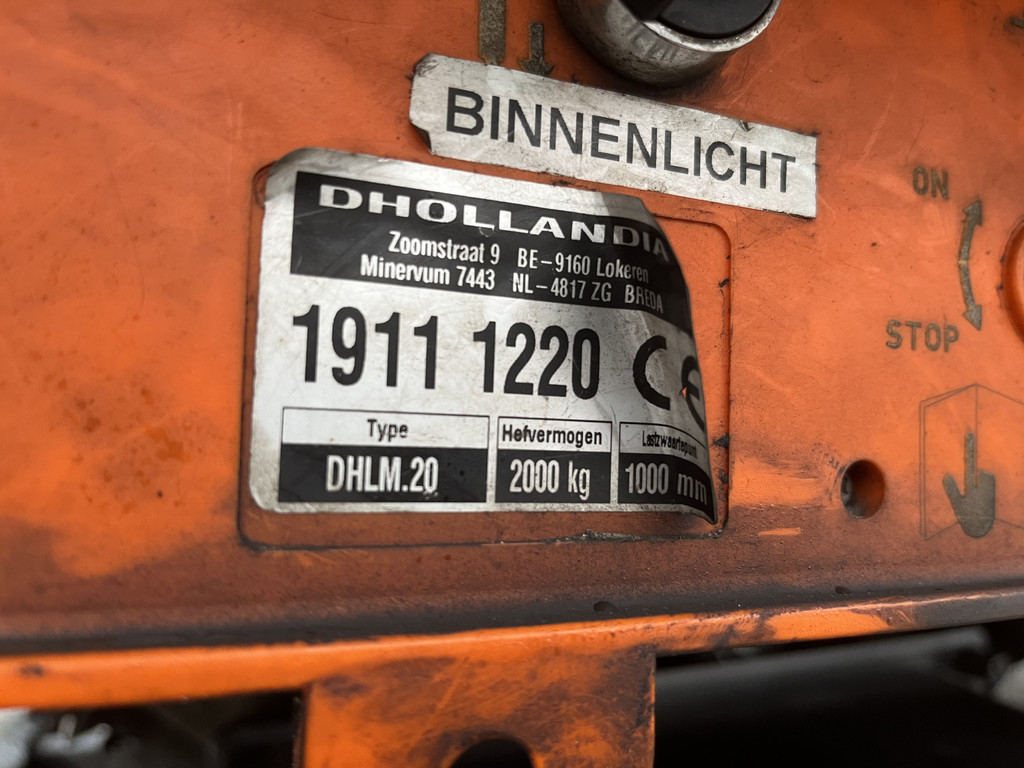 BINNENLICHT
DHOLLANDIA
Zoomstraat 9 BE-9160 Lokeren
Minervum 7443 NL-4817 ZG BREDA
1911 1220 CE
Type Hefvermogen Lastzwaartepunt
DHLM.20 2000 kg 1000 mm
ON
STOP